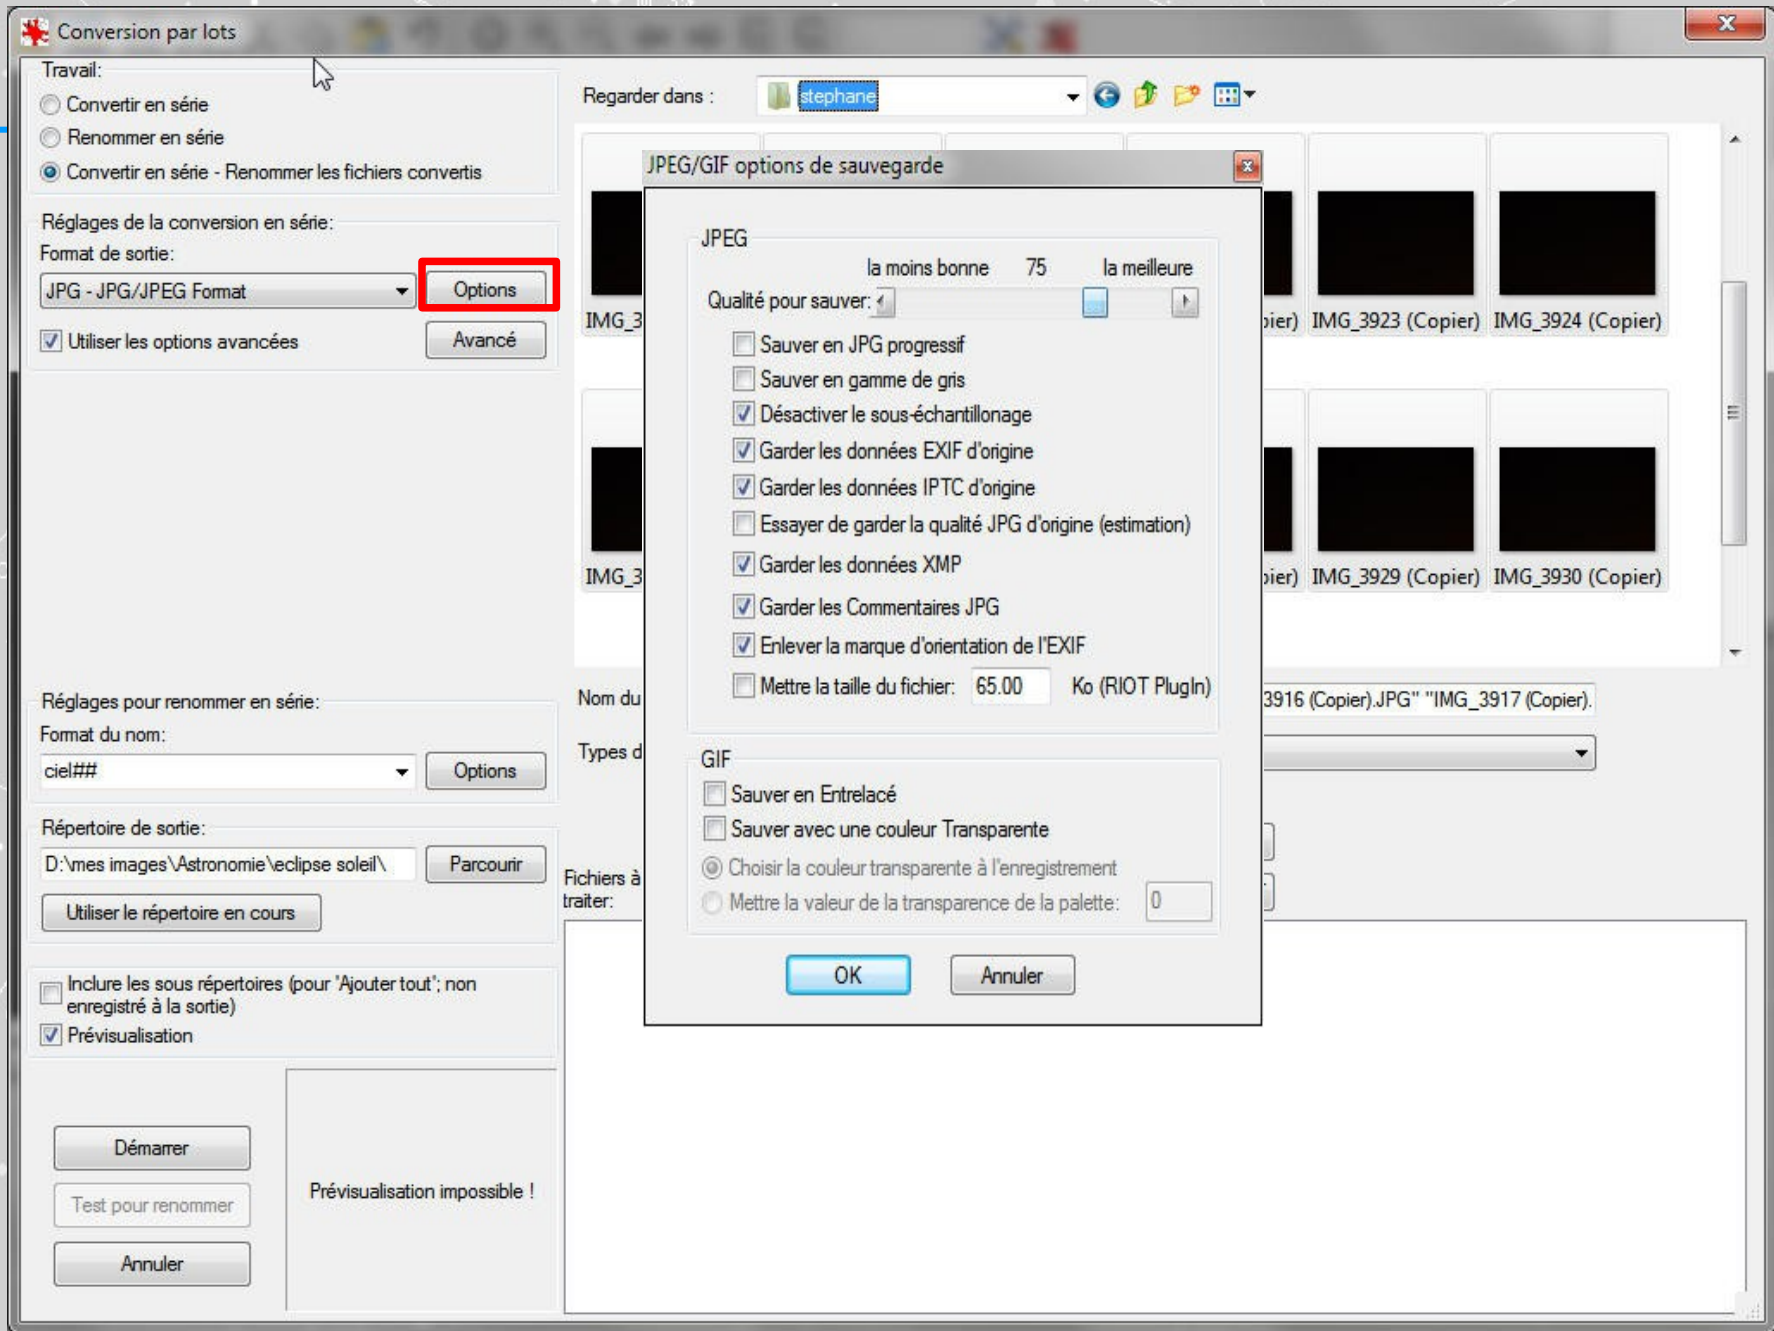 Conversion par lots
Travail:
Convertir en série
Renommer en série
Convertir en série - Renommer les fichiers convertis
Réglages de la conversion en série:
Format de sortie:
JPG - JPG/JPEG Format
Options
Utiliser les options avancées
Avancé
Réglages pour renommer en série:
Format du nom:
ciel##
Options
Répertoire de sortie:
D:\mes images\Astronomie\eclipse soleil\
Parcourir
Utiliser le répertoire en cours
Inclure les sous répertoires (pour 'Ajouter tout'; non
enregistré à la sortie)
Prévisualisation
Démarrer
Test pour renommer
Annuler
Prévisualisation impossible !
Regarder dans :
stephane
IMG_3
pier)
IMG_3923 (Copier)
IMG_3924 (Copier)
IMG_3
pier)
IMG_3929 (Copier)
IMG_3930 (Copier)
Nom du
3916 (Copier).JPG" "IMG_3917 (Copier).
Types d
Fichiers à
traiter:
JPEG/GIF options de sauvegarde
JPEG
la moins bonne 75 la meilleure
Qualité pour sauver:
Sauver en JPG progressif
Sauver en gamme de gris
Désactiver le sous-échantillonage
Garder les données EXIF d'origine
Garder les données IPTC d'origine
Essayer de garder la qualité JPG d'origine (estimation)
Garder les données XMP
Garder les Commentaires JPG
Enlever la marque d'orientation de l'EXIF
Mettre la taille du fichier: 65.00 Ko (RIOT PlugIn)
GIF
Sauver en Entrelacé
Sauver avec une couleur Transparente
Choisir la couleur transparente à l'enregistrement
Mettre la valeur de la transparence de la palette: 0
OK
Annuler